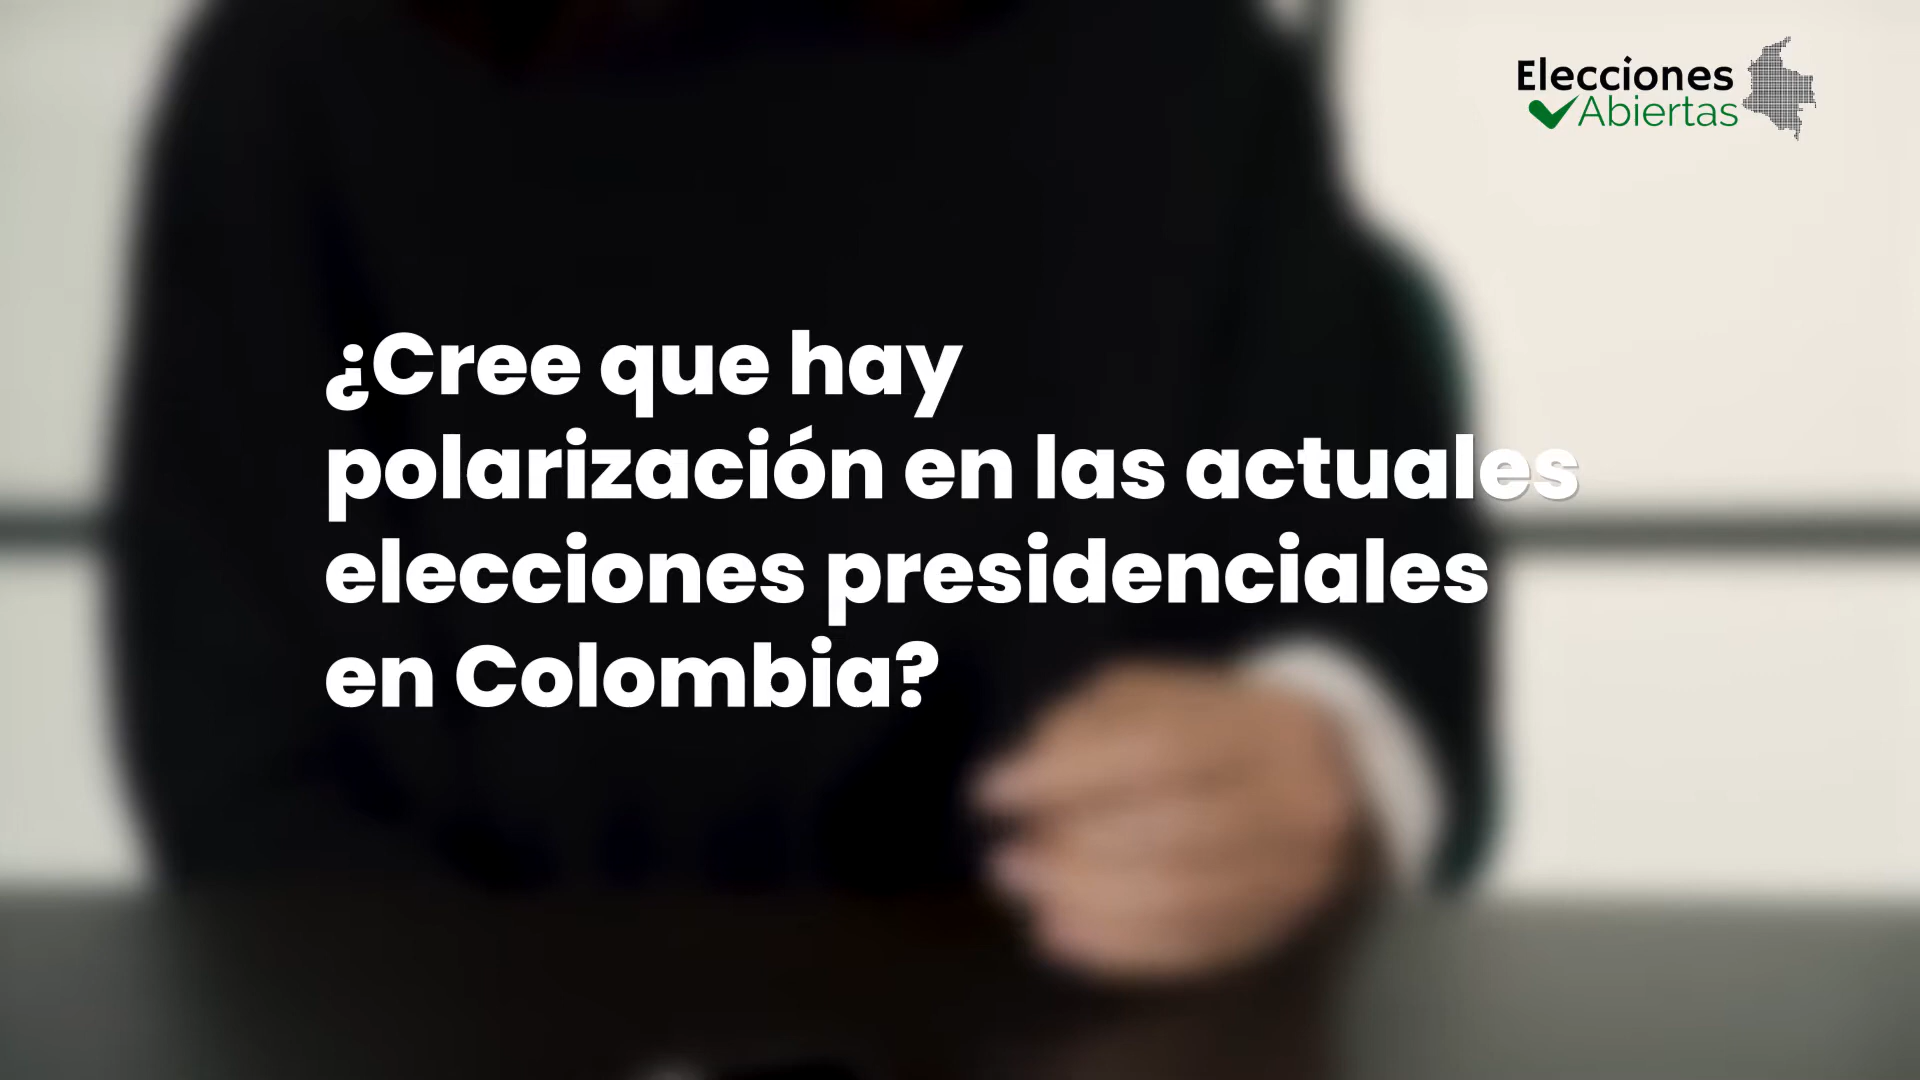 Elecciones
Abiertas
¿Cree que hay
polarización en las actuales
elecciones presidenciales
en Colombia?